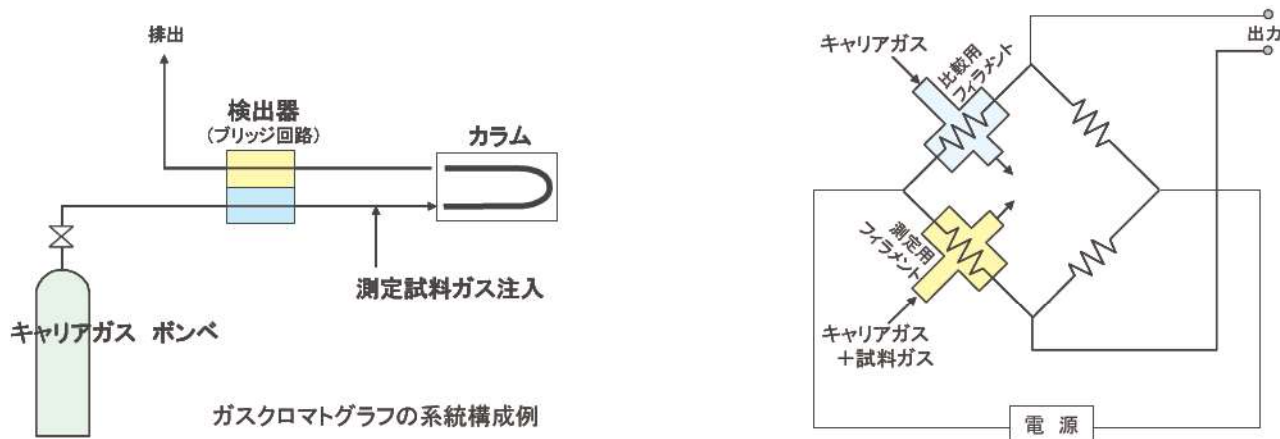 排出
検出器
(ブリッジ回路)
カラム
測定試料ガス注入
キャリアガス ボンベ
ガスクロマトグラフの系統構成例
出力
キャリアガス
比較用
フィラメント
測定用
フィラメント
キャリアガス
+試料ガス
電 源